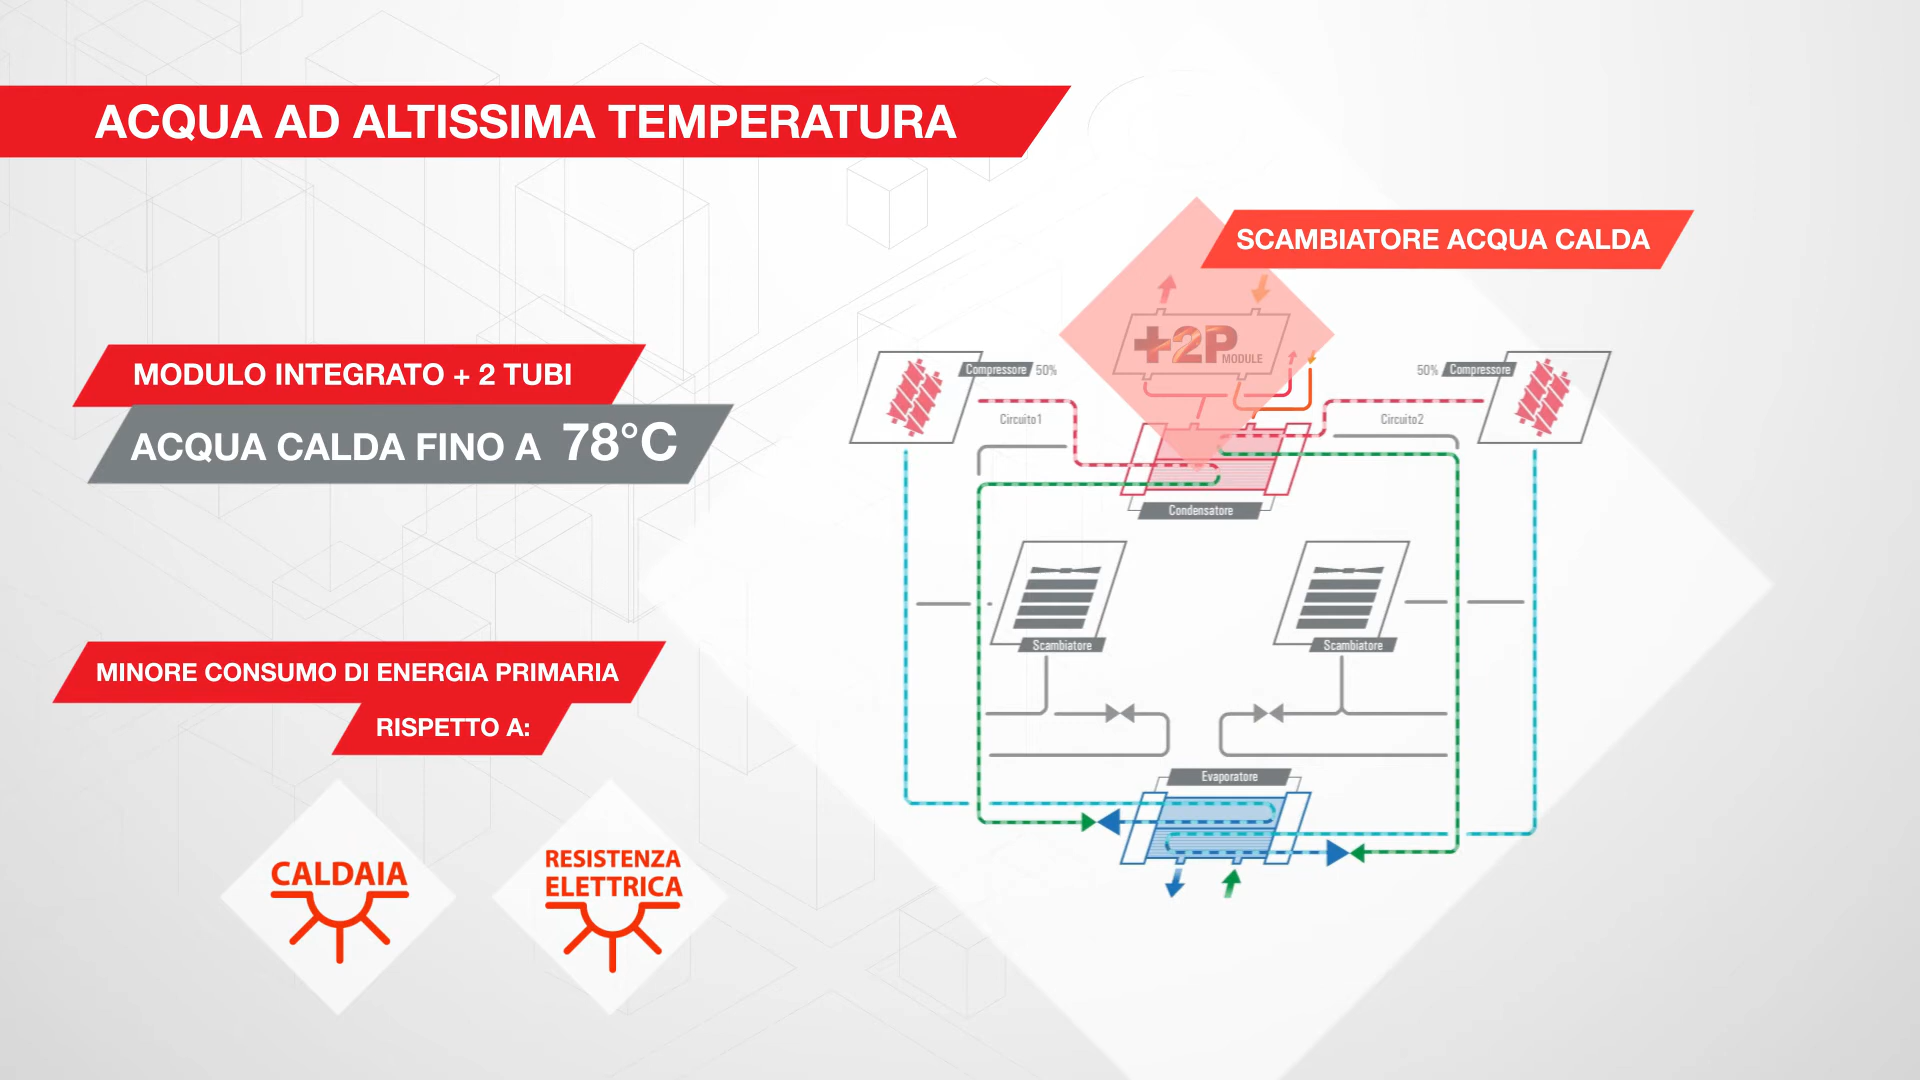 ACQUA AD ALTISSIMA TEMPERATURA
SCAMBIATORE ACQUA CALDA
MODULO INTEGRATO + 2 TUBI
ACQUA CALDA FINO A 78°C
MINORE CONSUMO DI ENERGIA PRIMARIA
RISPETTO A:
CALDAIA
RESISTENZA
ELETTRICA
+2P MODULE
Compressore 50%
50% Compressore
Circuito1
Circuito2
Condensatore
Scambiatore
Scambiatore
Evaporatore